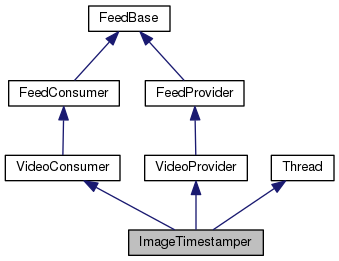 FeedBase
FeedConsumer
FeedProvider
VideoConsumer
VideoProvider
Thread
ImageTimestamper